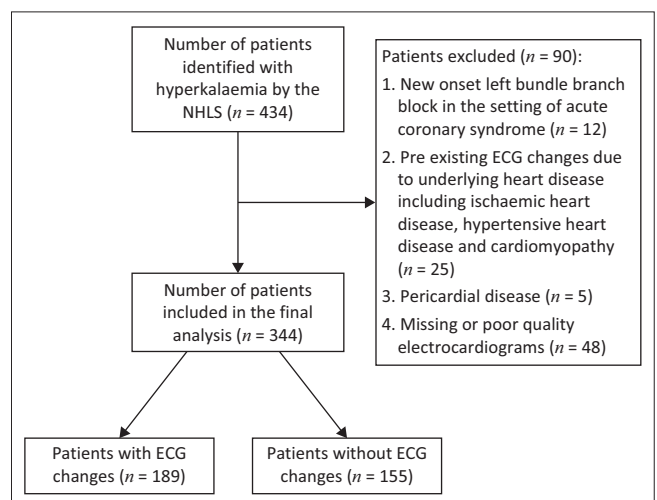 Number of patients
identified with
hyperkalaemia by the
NHLS (n = 434)
Patients excluded (n = 90):
1. New onset left bundle branch
block in the setting of acute
coronary syndrome (n = 12)
2. Pre existing ECG changes due
to underlying heart disease
including ischaemic heart
disease, hypertensive heart
disease and cardiomyopathy
(n = 25)
3. Pericardial disease (n = 5)
4. Missing or poor quality
electrocardiograms (n = 48)
Number of patients
included in the final
analysis (n = 344)
Patients with ECG
changes (n = 189)
Patients without ECG
changes (n = 155)